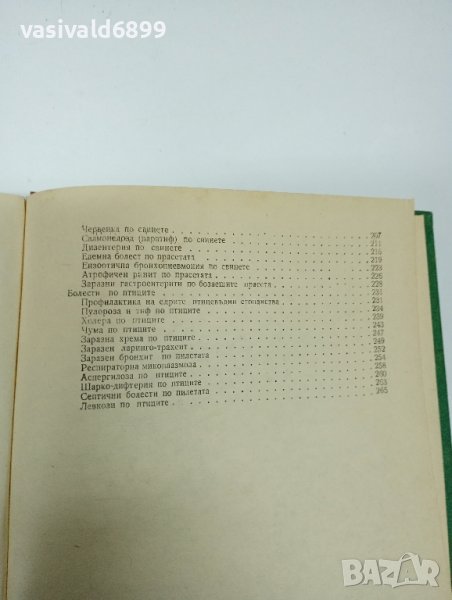 vasivald6899
Червенка по свинете . . . 207
Салмонелоза (паратиф) по свинете . . . 211
Дизентерия по свинете . . . 216
Едемна болест по прасетата . . . 219
Ензоотична бронхопневмония по свинете . . . 223
Атрофичен ринит по прасетата . . . 226
Заразни гастроентерити по бозаещите прасета . . . 228
Болести по птиците . . . 231
Профилактика на едрите птицевъдни стопанства . . . 231
Пулороза и тиф по птиците . . . 234
Холера по птиците . . . 239
Чума по птиците . . . 243
Заразна хрема по птиците . . . 247
Заразен ларинго-трахеит . . . 249
Заразен бронхит по пилетата . . . 252
Респираторна микоплазмоза . . . 254
Аспергилоза по птиците . . . 258
Шарко-дифтерия по птиците . . . 260
Септични болести по пилетата . . . 263
Левкози по птиците . . . 265
BAZAR